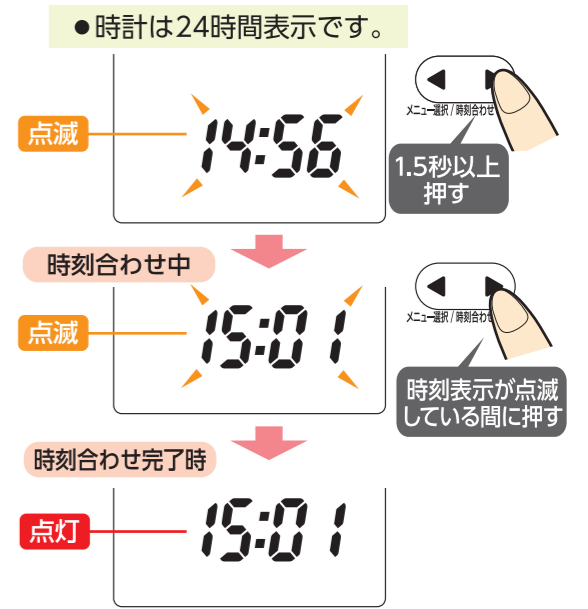 ●時計は24時間表示です。
点滅
14:56
メニュー選択/時刻合わせ
1.5秒以上
押す
時刻合わせ中
点滅
15:01
メニュー選択/時刻合わ
時刻表示が点滅
している間に押す
時刻合わせ完了時
点灯
15:01